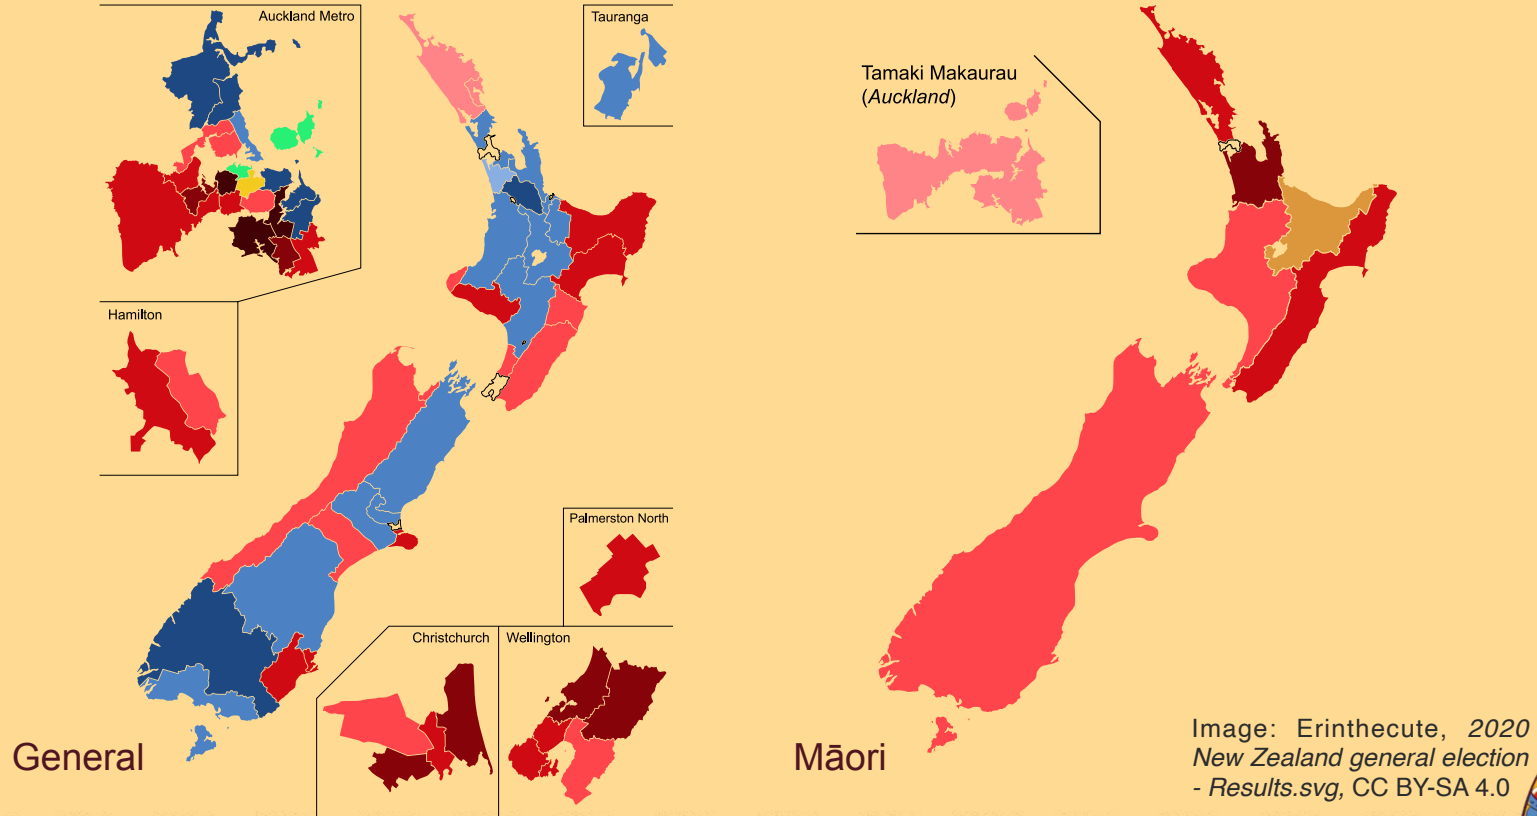 Auckland Metro
Tauranga
Tamaki Makaurau
(Auckland)
Hamilton
Palmerston North
Christchurch
Wellington
General
Māori
Image: Erinthecute, 2020
New Zealand general election
- Results.svg, CC BY-SA 4.0